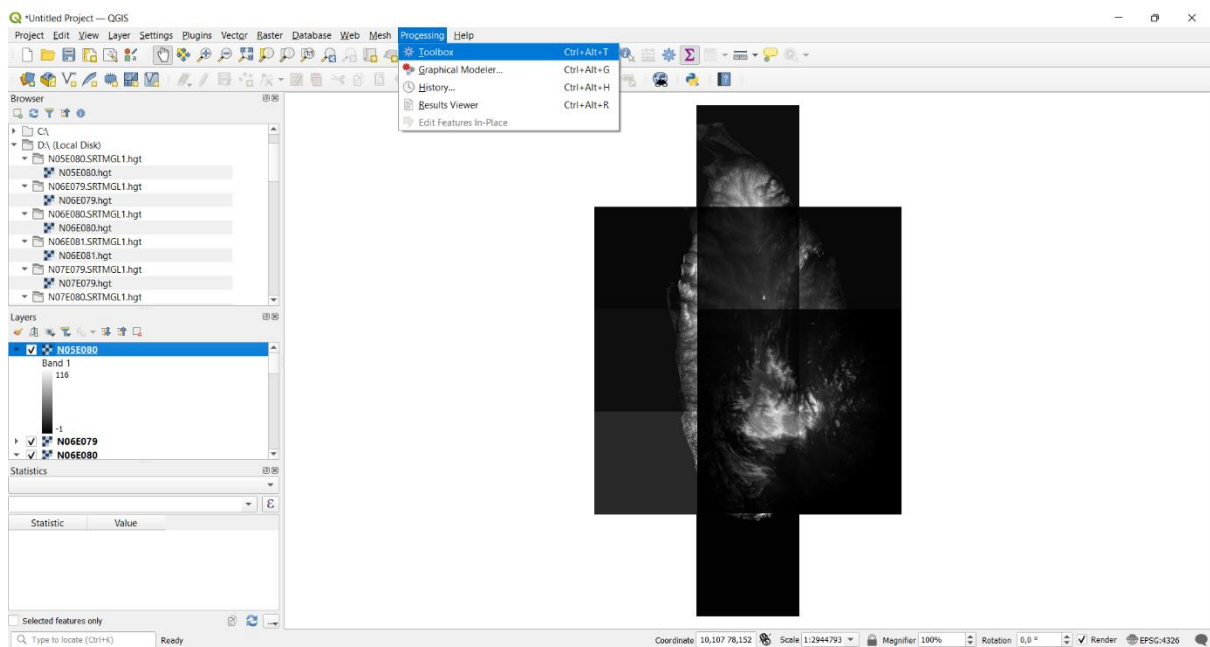 *Untitled Project — QGIS
Project Edit View Layer Settings Plugins Vector Raster Database Web Mesh Processing Help
Toolbox Ctrl+Alt+T
Graphical Modeler... Ctrl+Alt+G
History... Ctrl+Alt+H
Results Viewer Ctrl+Alt+R
Edit Features In-Place
Browser
C:\
D:\ (Local Disk)
N05E080.SRTMGL1.hgt
N05E080.hgt
N06E079.SRTMGL1.hgt
N06E079.hgt
N06E080.SRTMGL1.hgt
N06E080.hgt
N06E081.SRTMGL1.hgt
N06E081.hgt
N07E079.SRTMGL1.hgt
N07E079.hgt
N07E080.SRTMGL1.hgt
Layers
N05E080
Band 1
116
-1
N06E079
N06E080
Statistics
ε
Statistic Value
Selected features only
...
Type to locate (Ctrl+K) Ready Coordinate 10,107 78,152 Scale 1:2944793 Magnifier 100% Rotation 0,0 ° Render EPSG:4326